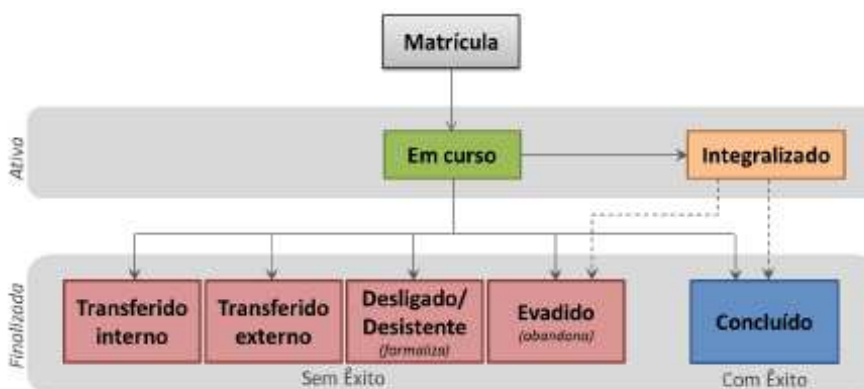 Matrícula
Ativa
Em curso
Integralizado
Finalizada
Transferido
interno
Transferido
externo
Desligado/
Desistente
(formaliza)
Evadido
(abandona)
Concluído
Sem Êxito
Com Êxito